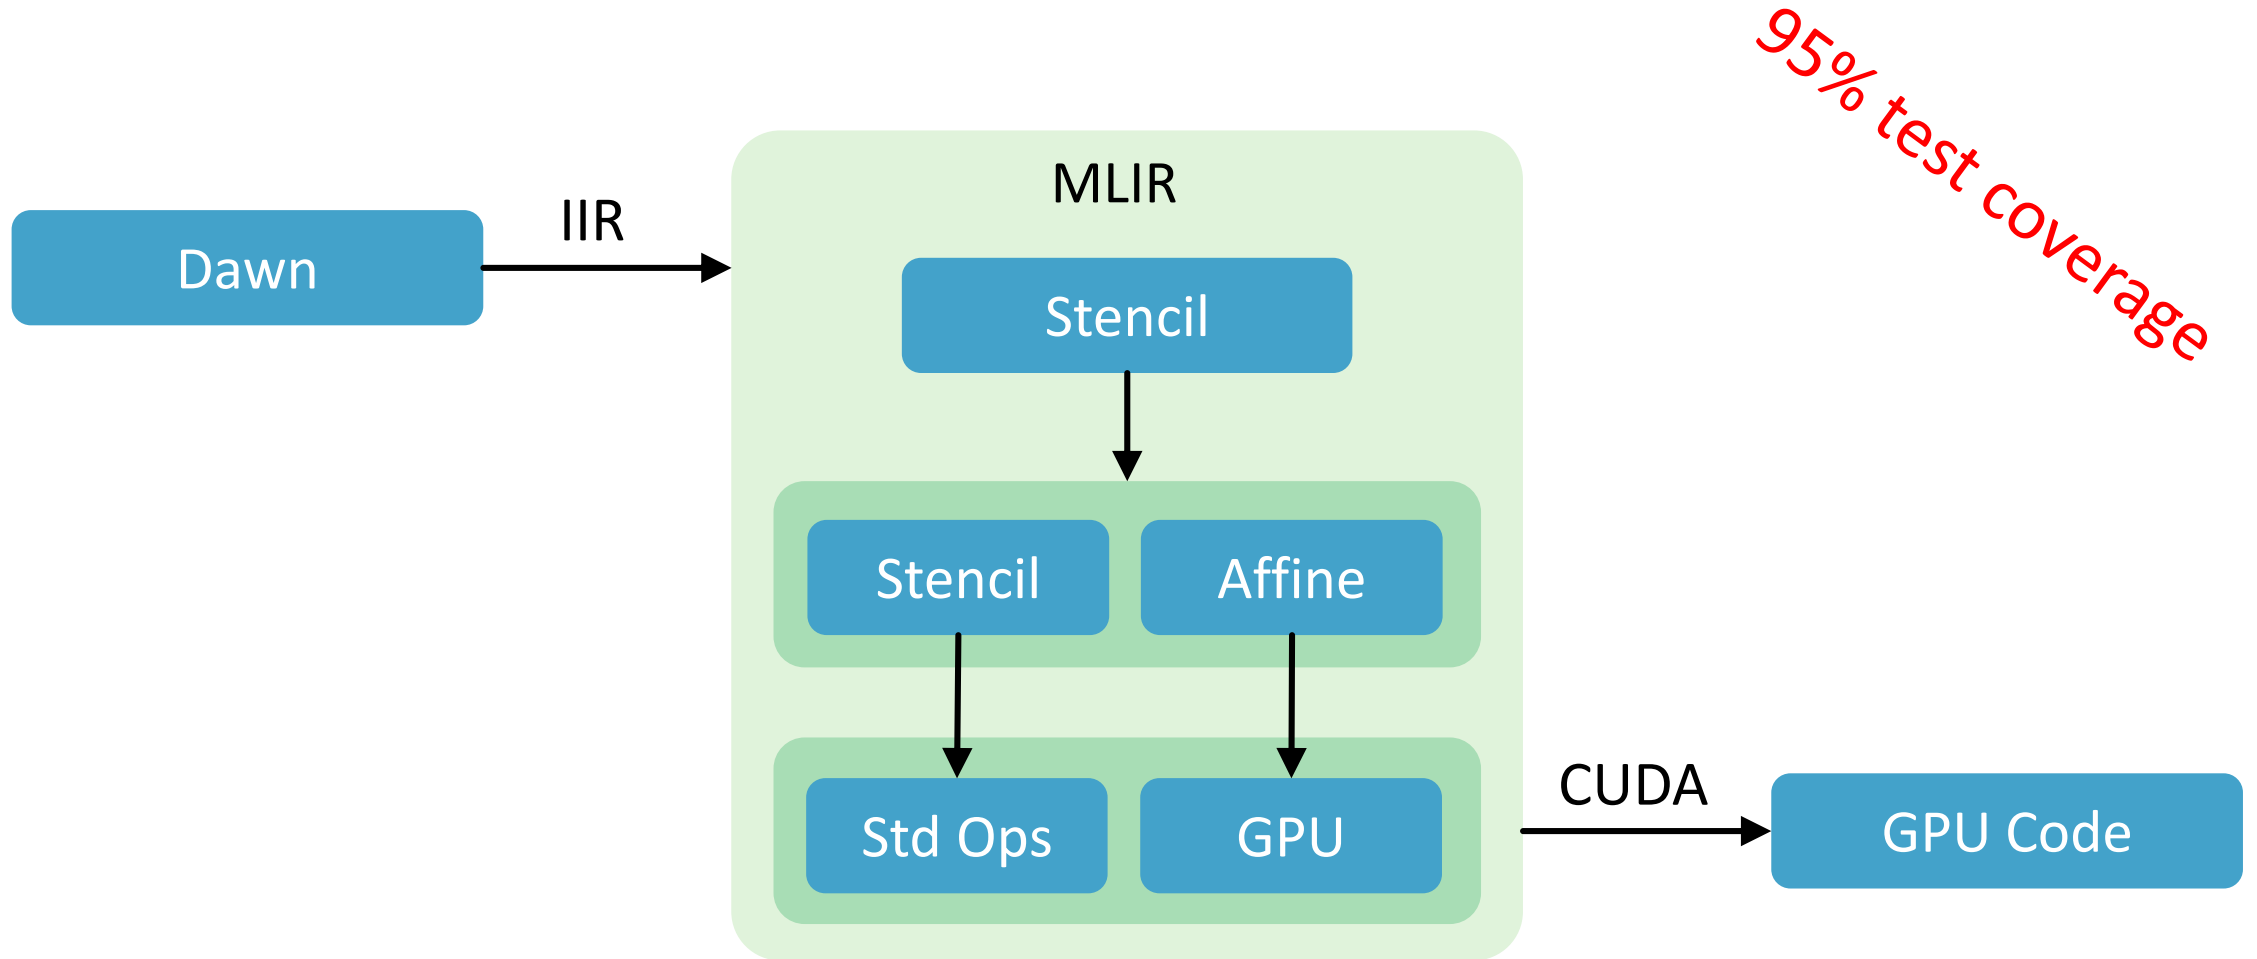 95% test coverage
MLIR
IIR
Dawn
Stencil
Stencil
Affine
Std Ops
GPU
CUDA
GPU Code